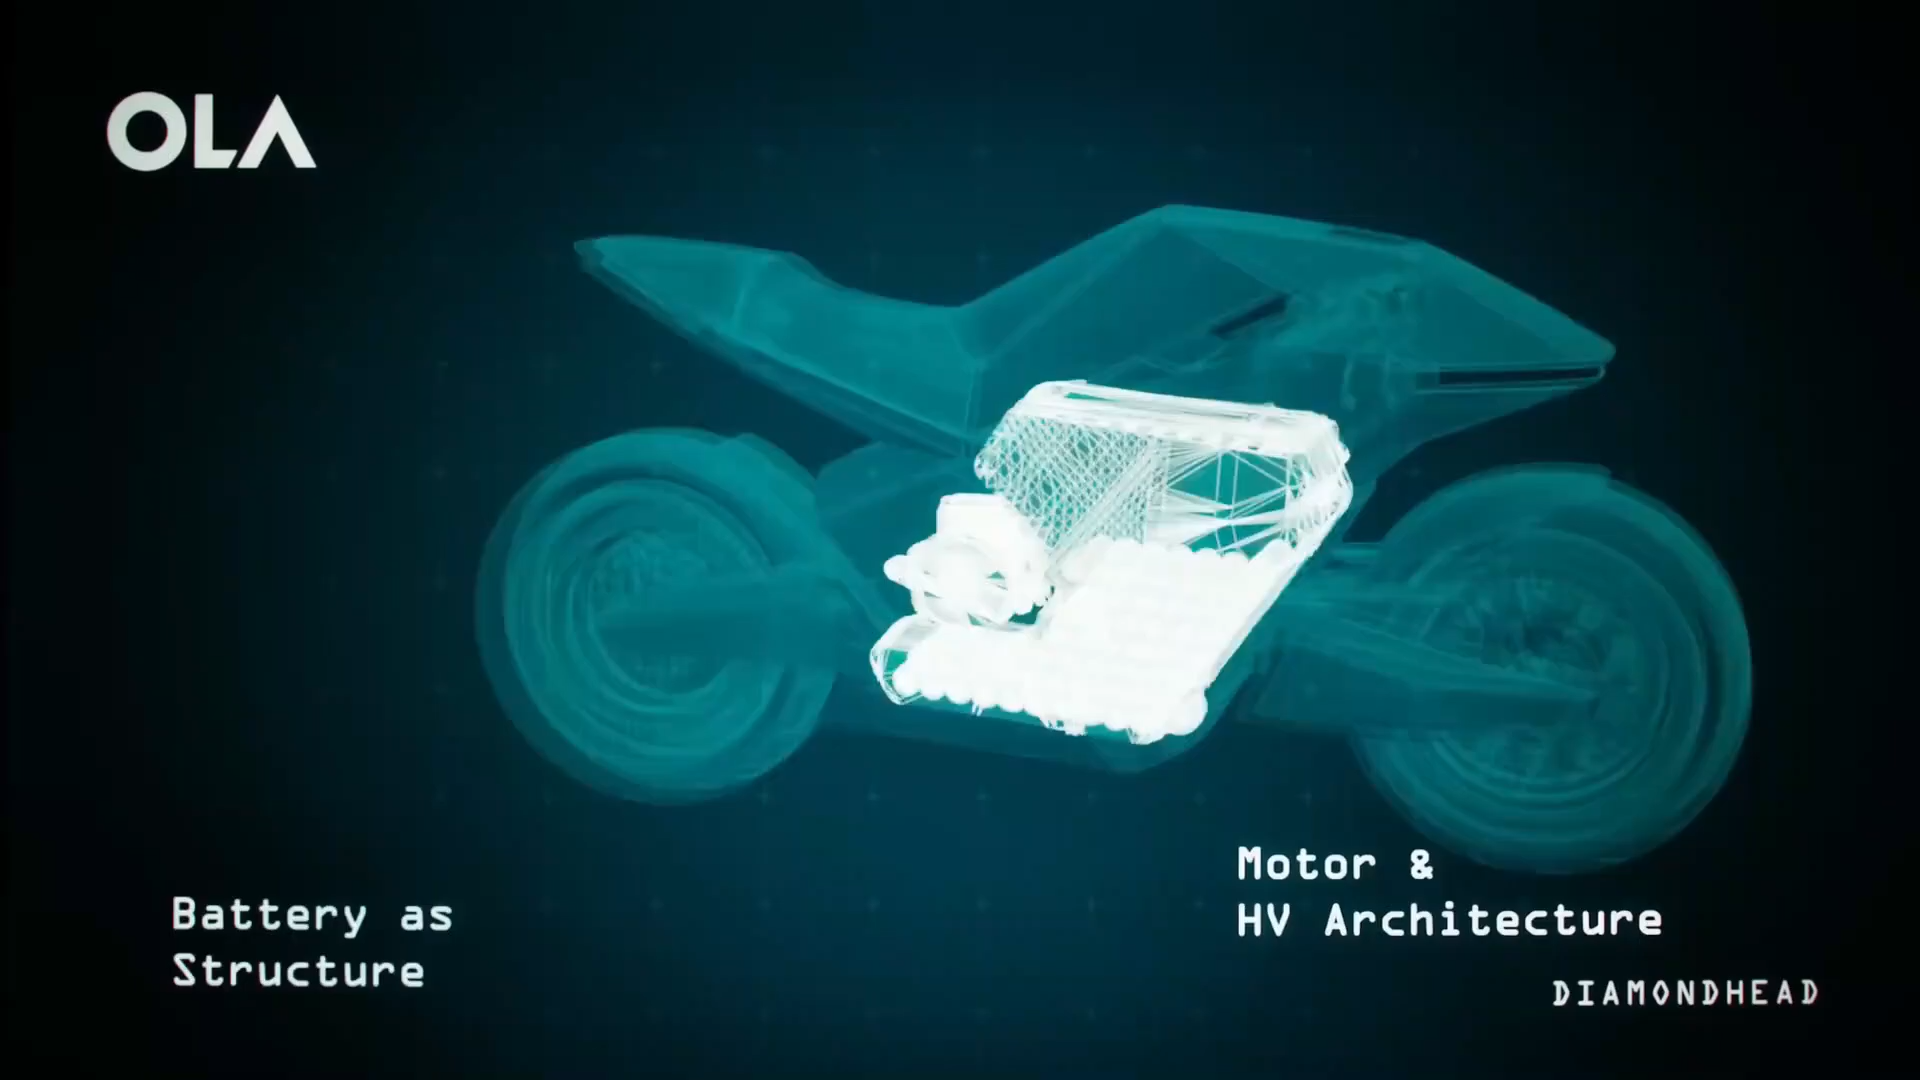 OLA
Battery as
Structure
Motor &
HV Architecture
DIAMONDHEAD